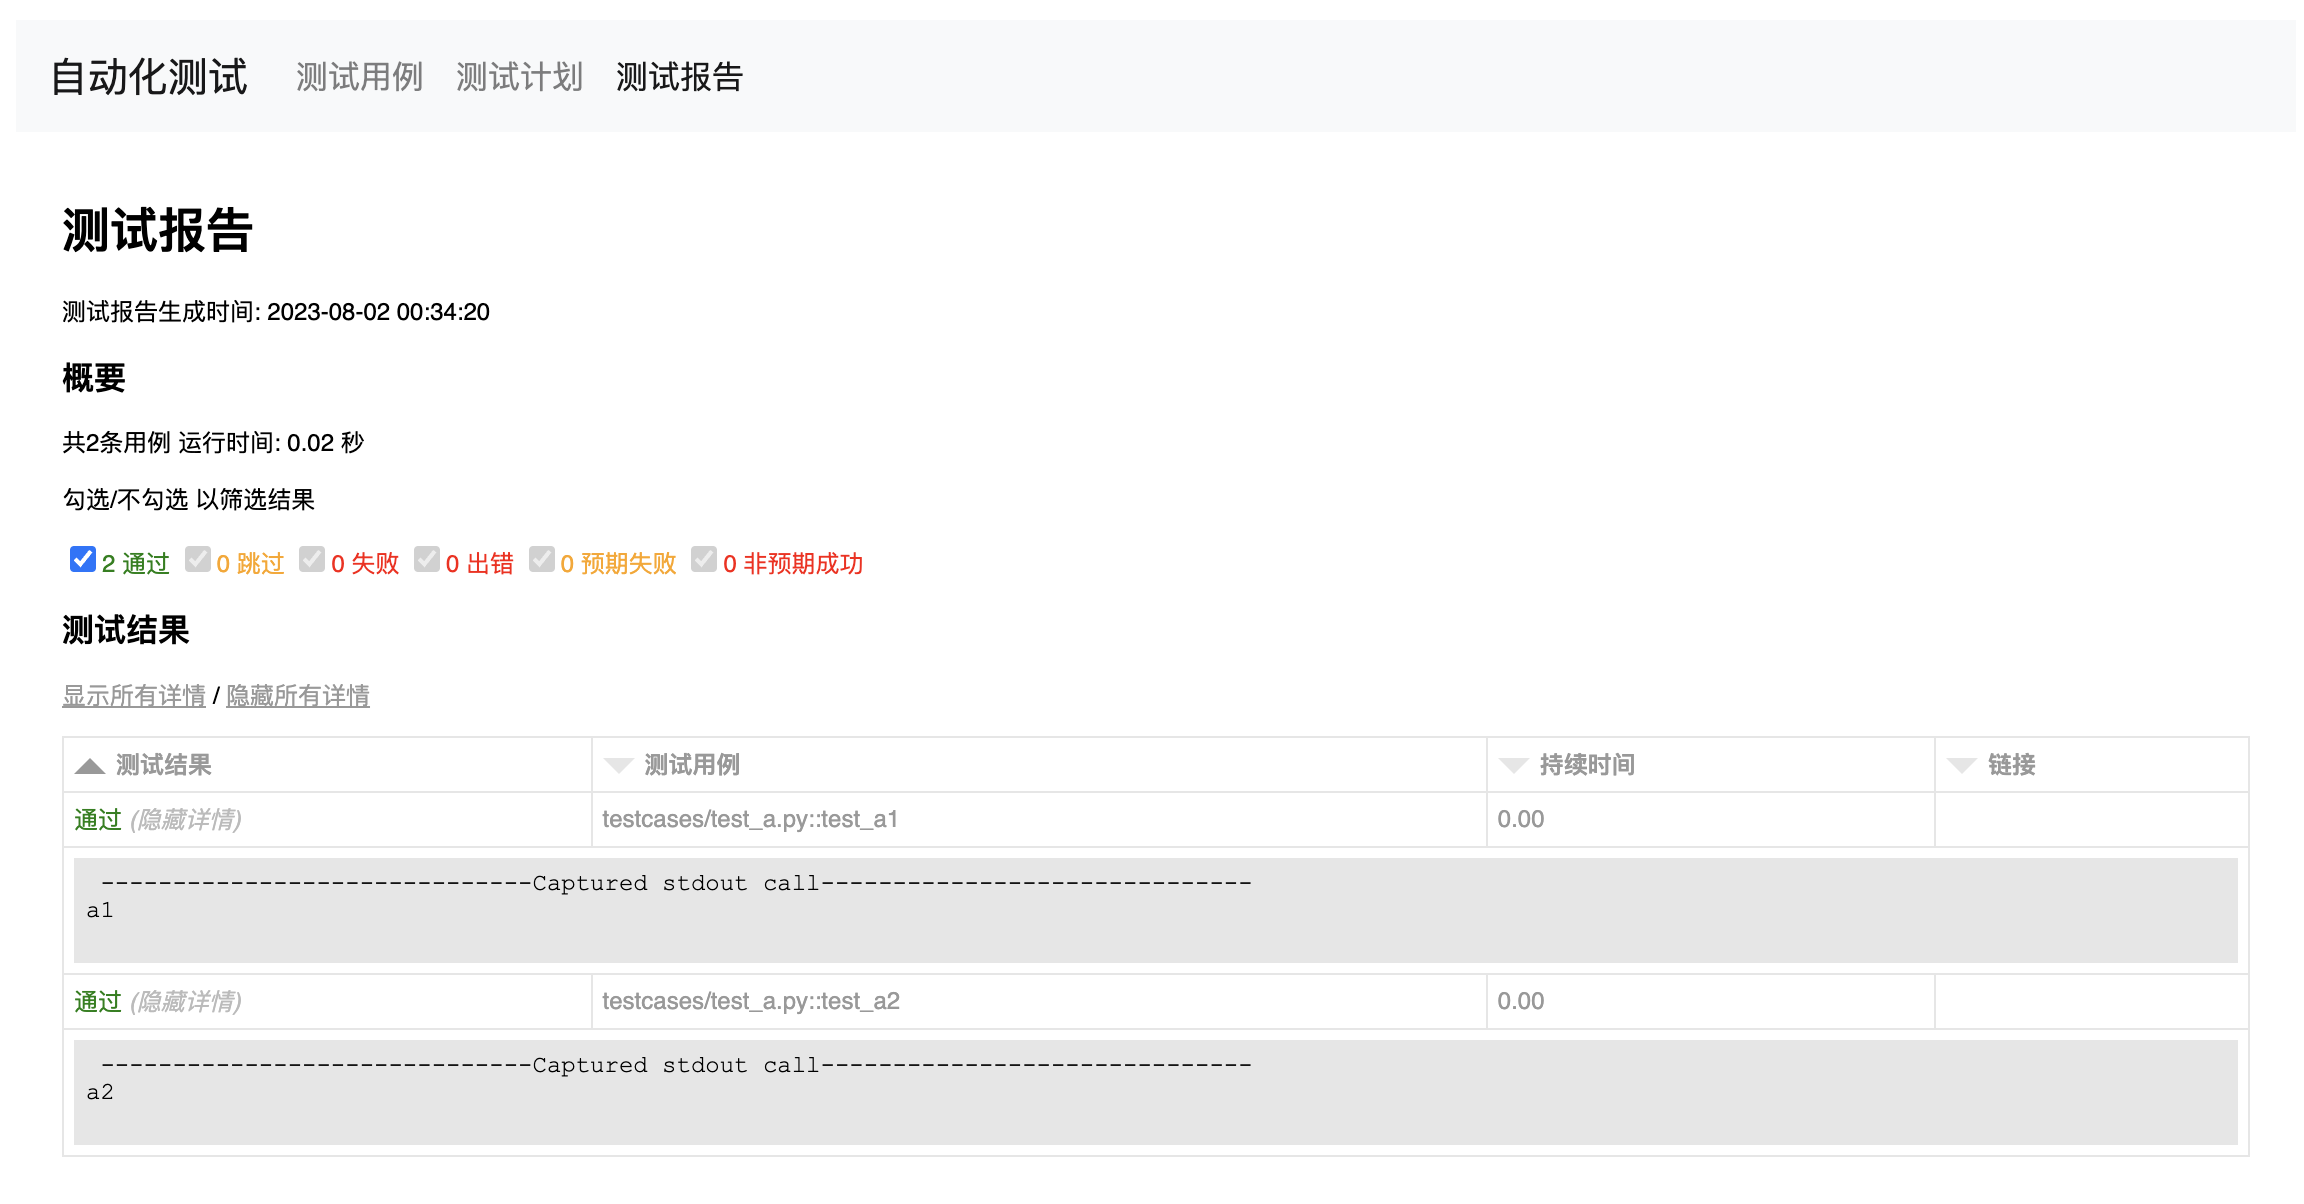 自动化测试 测试用例 测试计划 测试报告
测试报告
测试报告生成时间: 2023-08-02 00:34:20
概要
共2条用例 运行时间: 0.02 秒
勾选/不勾选 以筛选结果
2 通过 0 跳过 0 失败 0 出错 0 预期失败 0 非预期成功
测试结果
显示所有详情 / 隐藏所有详情
测试结果 测试用例 持续时间 链接
通过 (隐藏详情) testcases/test_a.py::test_a1 0.00
------------------------------Captured stdout call------------------------------
a1
通过 (隐藏详情) testcases/test_a.py::test_a2 0.00
------------------------------Captured stdout call------------------------------
a2